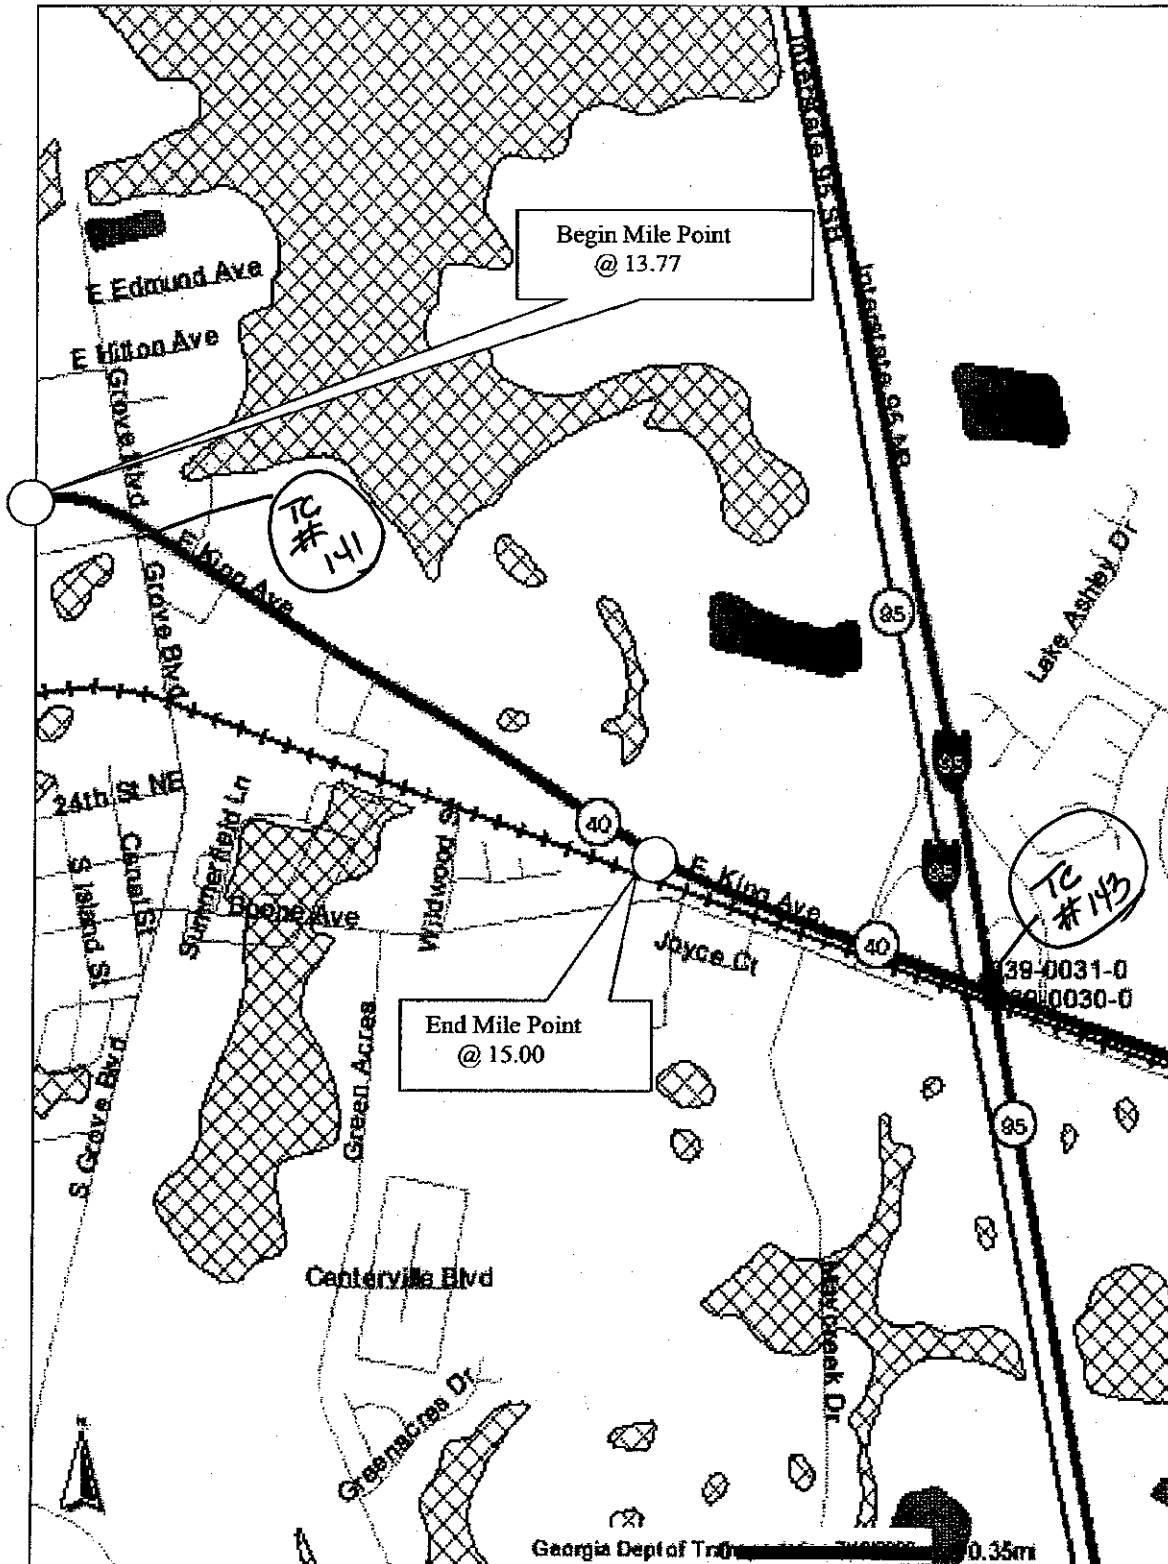 Interstate 95 SB
Begin Mile Point
@ 13.77
E Edmund Ave
Interstate 95 NB
E Hilton Ave
Grove Blvd
TC
#
141
E King Ave
Lake Ashley Dr
Grove Blvd
95
95
24th St NE
Summerfield Ln
Wildwood S
40
95
TC
#143
S Island St
Canal St
Boone Ave
E King Ave
40
Joyce Ct
39-0031-0
39-0030-0
End Mile Point
@ 15.00
Green Acres
S Grove Blvd
95
Centerville Blvd
Maycreek Dr
Greenacres Dr
Georgia Dept of
0.35mi